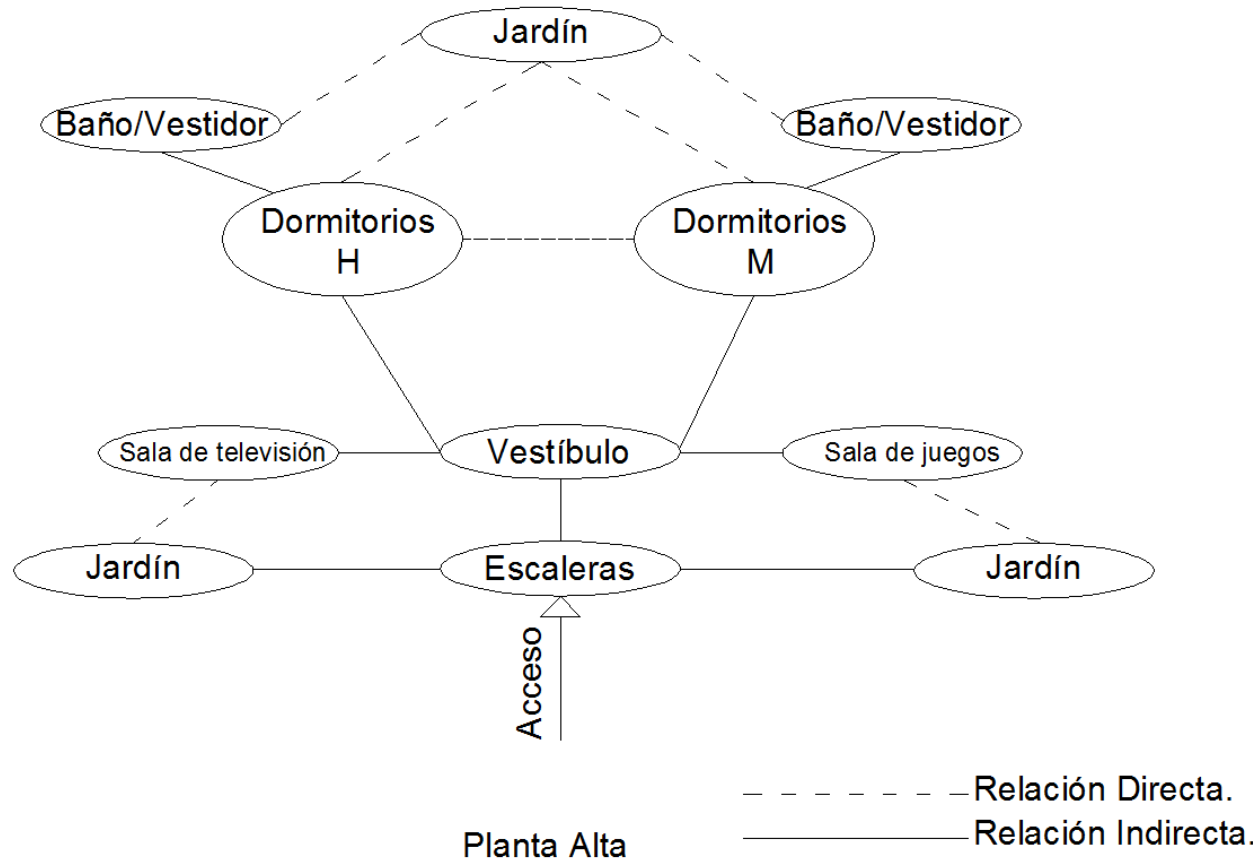 Jardín
Baño/Vestidor
Baño/Vestidor
Dormitorios
H
Dormitorios
M
Sala de televisión
Vestíbulo
Sala de juegos
Jardín
Escaleras
Jardín
Acceso
Relación Directa.
Relación Indirecta.
Planta Alta